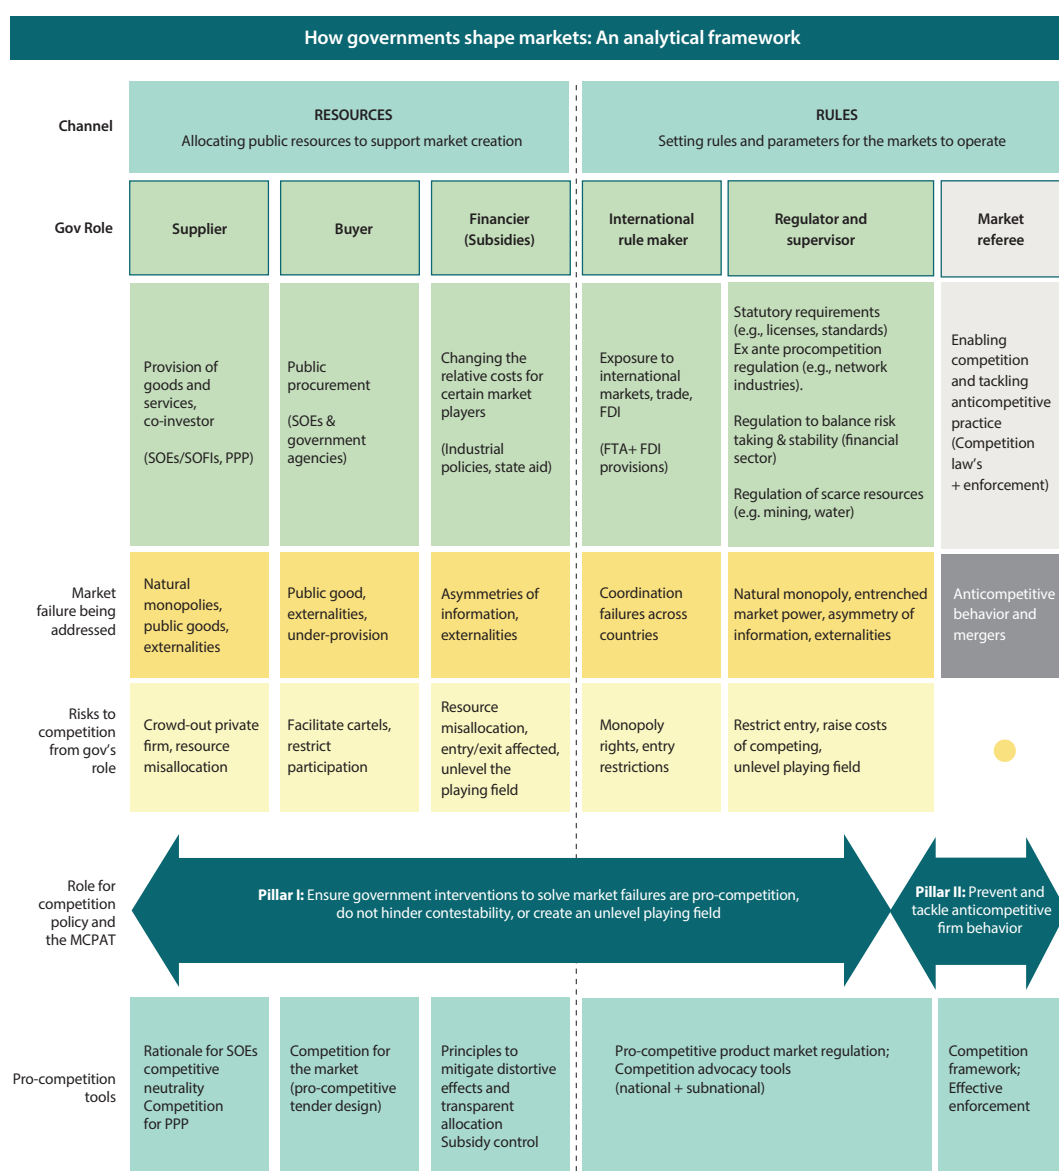 How governments shape markets: An analytical framework
Channel
RESOURCES
Allocating public resources to support market creation
RULES
Setting rules and parameters for the markets to operate
Gov Role
Supplier
Buyer
Financier
(Subsidies)
International
rule maker
Regulator and
supervisor
Market
referee
Provision of
goods and
services,
co-investor
(SOEs/SOFIs, PPP)
Public
procurement
(SOEs &
government
agencies)
Changing the
relative costs for
certain market
players
(Industrial
policies, state aid)
Exposure to
international
markets, trade,
FDI
(FTA+ FDI
provisions)
Statutory requirements
(e.g., licenses, standards)
Ex ante procompetition
regulation (e.g., network
industries).
Regulation to balance risk
taking & stability (financial
sector)
Regulation of scarce resources
(e.g. mining, water)
Enabling
competition
and tackling
anticompetitive
practice
(Competition
law's
+ enforcement)
Market
failure being
addressed
Natural
monopolies,
public goods,
externalities
Public good,
externalities,
under-provision
Asymmetries of
information,
externalities
Coordination
failures across
countries
Natural monopoly, entrenched
market power, asymmetry of
information, externalities
Anticompetitive
behavior and
mergers
Risks to
competition
from gov's
role
Crowd-out private
firm, resource
misallocation
Facilitate cartels,
restrict
participation
Resource
misallocation,
entry/exit affected,
unlevel the
playing field
Monopoly
rights, entry
restrictions
Restrict entry, raise costs
of competing,
unlevel playing field
Role for
competition
policy and
the MCPAT
Pillar I: Ensure government interventions to solve market failures are pro-competition,
do not hinder contestability, or create an unlevel playing field
Pillar II: Prevent and
tackle anticompetitive
firm behavior
Pro-competition
tools
Rationale for SOEs
competitive
neutrality
Competition
for PPP
Competition for
the market
(pro-competitive
tender design)
Principles to
mitigate distortive
effects and
transparent
allocation
Subsidy control
Pro-competitive product market regulation;
Competition advocacy tools
(national + subnational)
Competition
framework;
Effective
enforcement